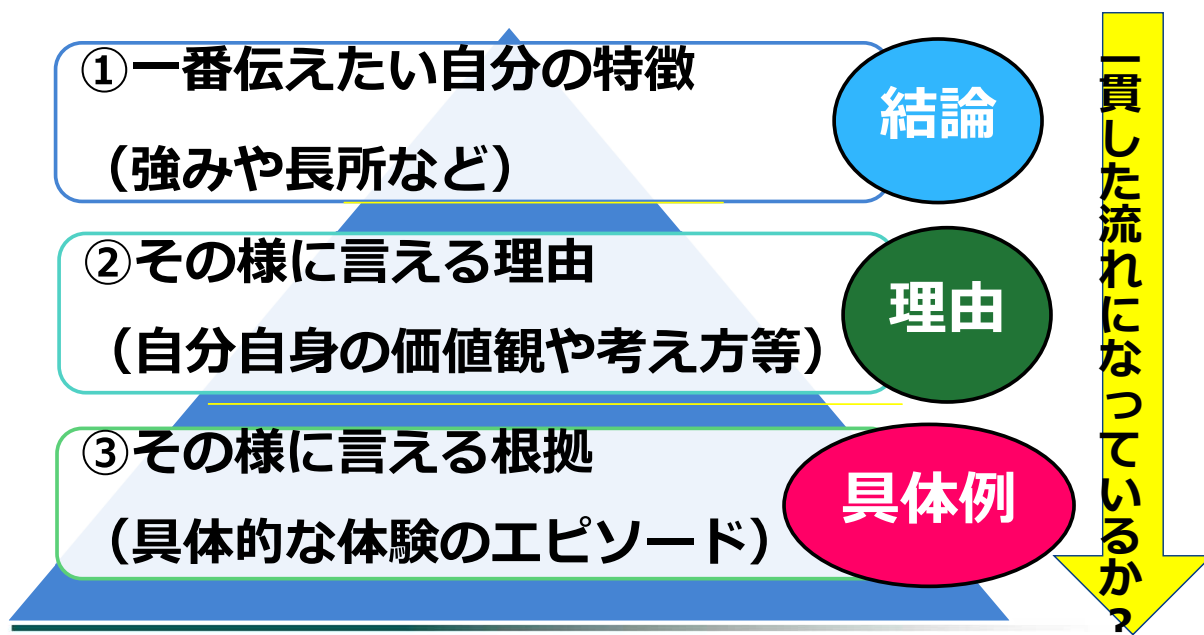 ①一番伝えたい自分の特徴
（強みや長所など）
結論
②その様に言える理由
（自分自身の価値観や考え方等）
理由
③その様に言える根拠
（具体的な体験のエピソード）
具体例
一貫した流れになっているか？